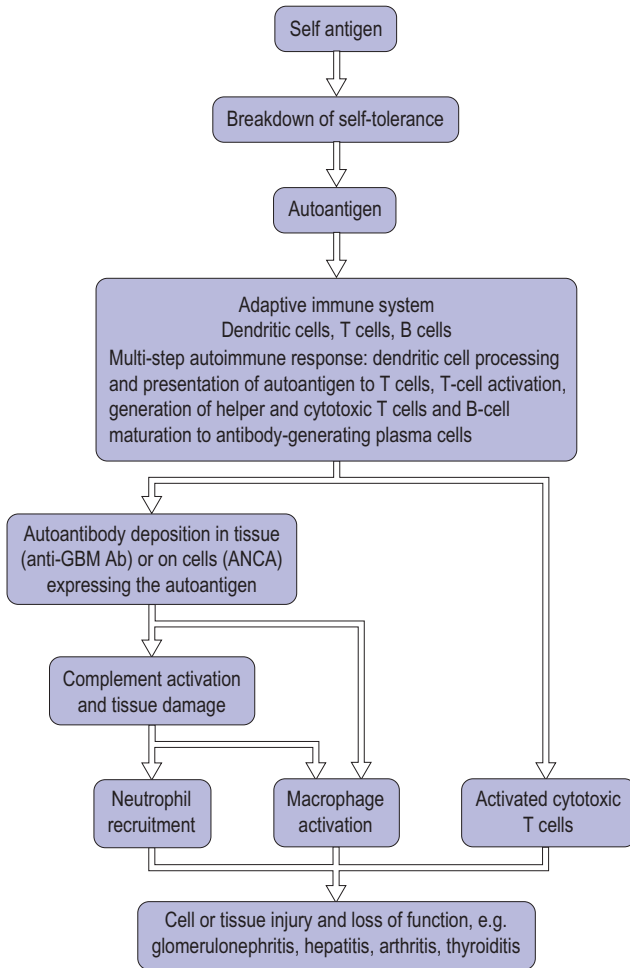 Self antigen
Breakdown of self-tolerance
Autoantigen
Adaptive immune system
Dendritic cells, T cells, B cells
Multi-step autoimmune response: dendritic cell processing
and presentation of autoantigen to T cells, T-cell activation,
generation of helper and cytotoxic T cells and B-cell
maturation to antibody-generating plasma cells
Autoantibody deposition in tissue
(anti-GBM Ab) or on cells (ANCA)
expressing the autoantigen
Complement activation
and tissue damage
Neutrophil
recruitment
Macrophage
activation
Activated cytotoxic
T cells
Cell or tissue injury and loss of function, e.g.
glomerulonephritis, hepatitis, arthritis, thyroiditis